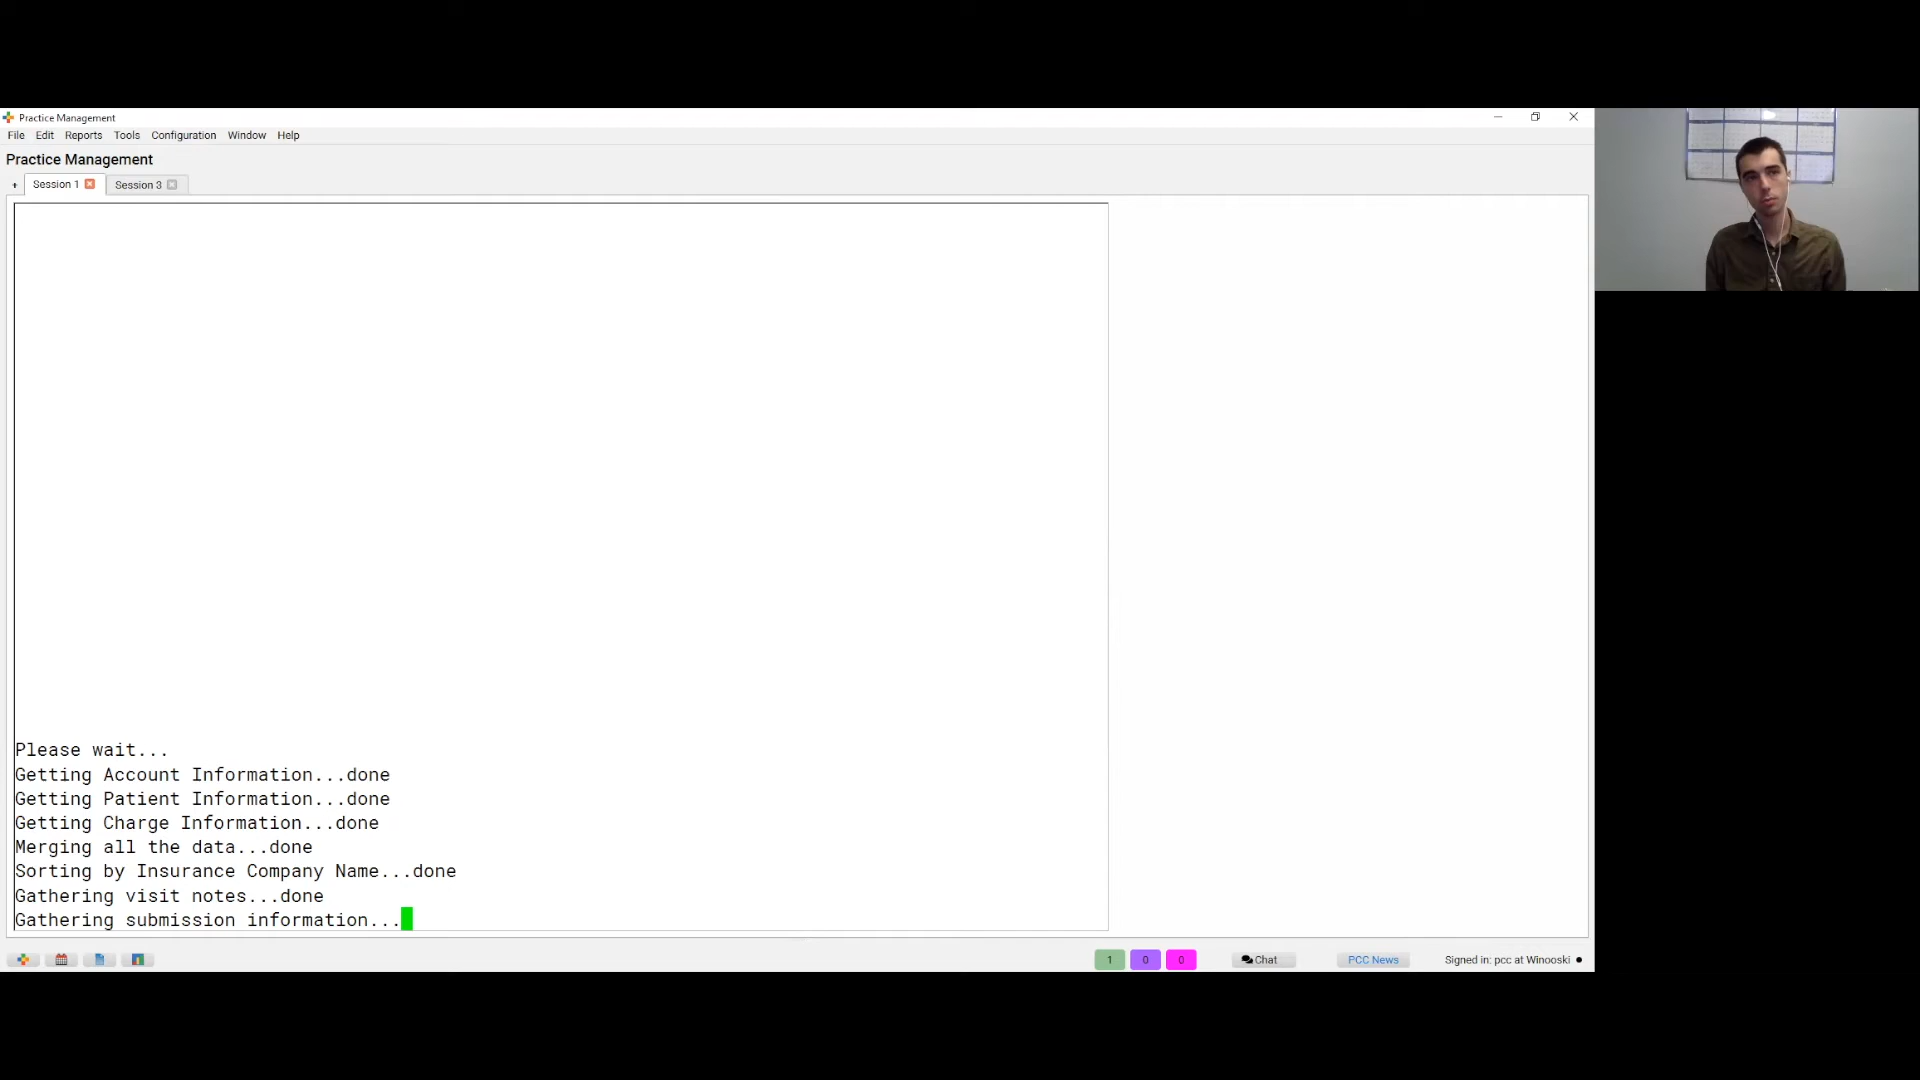 Practice Management
File Edit Reports Tools Configuration Window Help
Practice Management
+ Session 1 Session 3
Please wait...
Getting Account Information...done
Getting Patient Information...done
Getting Charge Information...done
Merging all the data...done
Sorting by Insurance Company Name...done
Gathering visit notes...done
Gathering submission information...
1 0 0 Chat PCC News Signed in: pcc at Winooski